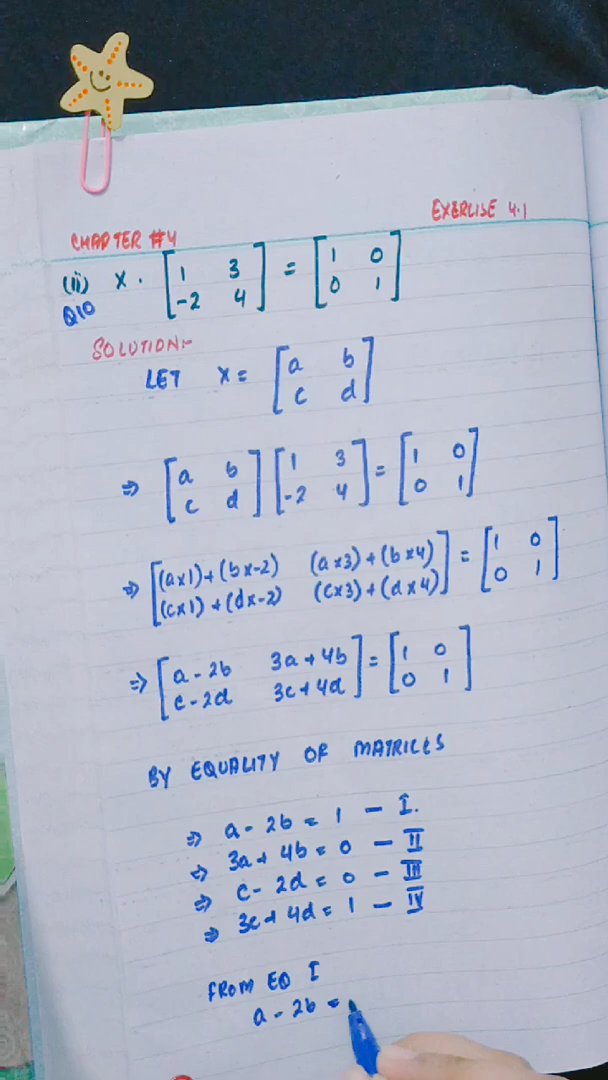 EXERCISE 4.1
CHAPTER #4
(ii) X · [1 3; -2 4] = [1 0; 0 1]
Q10
SOLUTION:-
LET X = [a b; c d]
⇒ [a b; c d] [1 3; -2 4] = [1 0; 0 1]
⇒ [(a×1)+(b×-2) (a×3)+(b×4); (c×1)+(d×-2) (c×3)+(d×4)] = [1 0; 0 1]
⇒ [a-2b 3a+4b; c-2d 3c+4d] = [1 0; 0 1]
BY EQUALITY OF MATRICES
⇒ a - 2b = 1 - I.
⇒ 3a + 4b = 0 - II
⇒ c - 2d = 0 - III
⇒ 3c + 4d = 1 - IV
FROM EQ I
a - 2b =